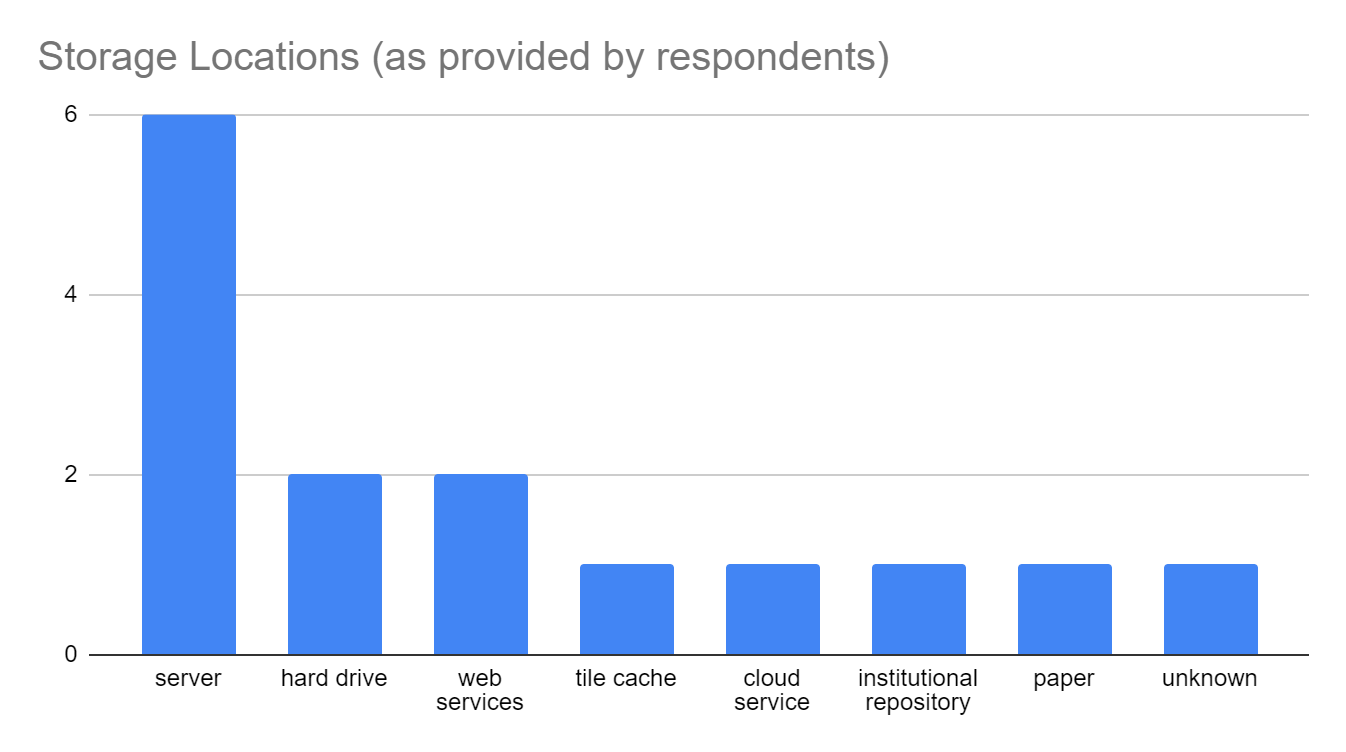 Storage Locations (as provided by respondents)
6
4
2
0
server
hard drive
web
services
tile cache
cloud
service
institutional
repository
paper
unknown